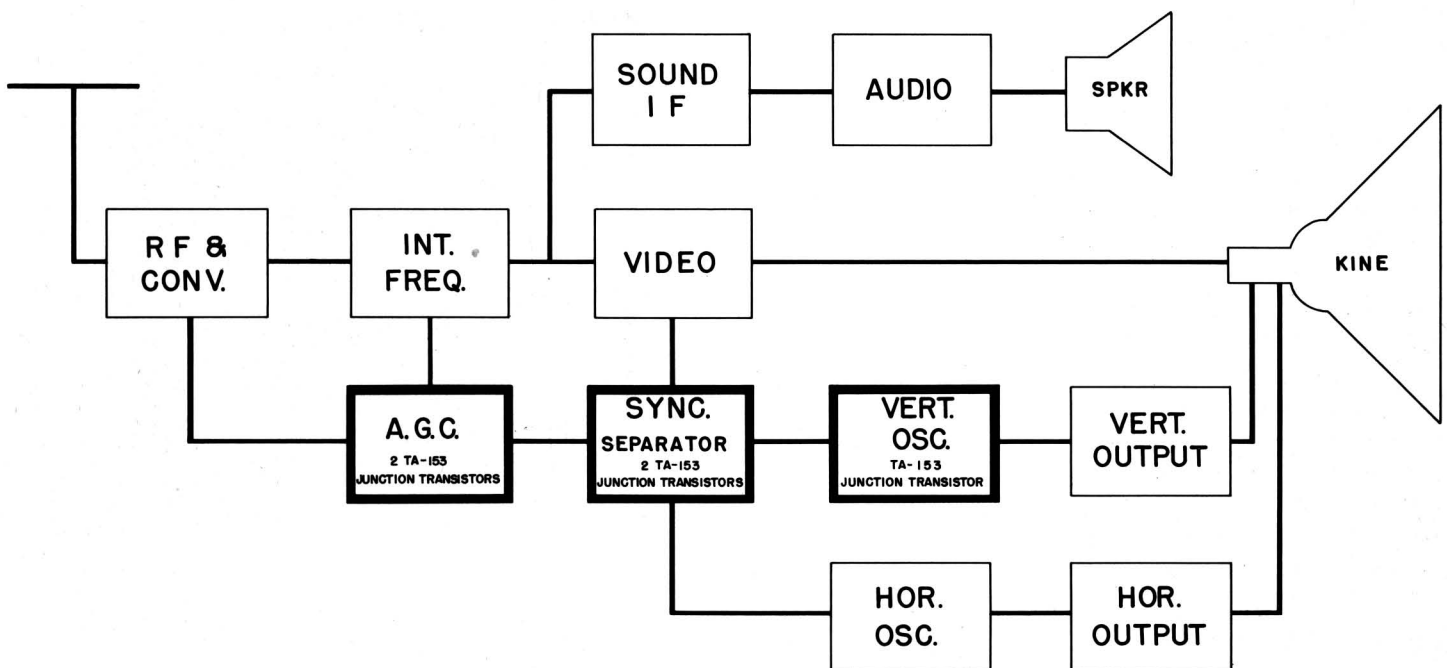 SOUND
I F
AUDIO
SPKR
R F &
CONV.
INT.
FREQ.
VIDEO
KINE
A.G.C.
2 TA-153
JUNCTION TRANSISTORS
SYNC.
SEPARATOR
2 TA-153
JUNCTION TRANSISTORS
VERT.
OSC.
TA-153
JUNCTION TRANSISTOR
VERT.
OUTPUT
HOR.
OSC.
HOR.
OUTPUT